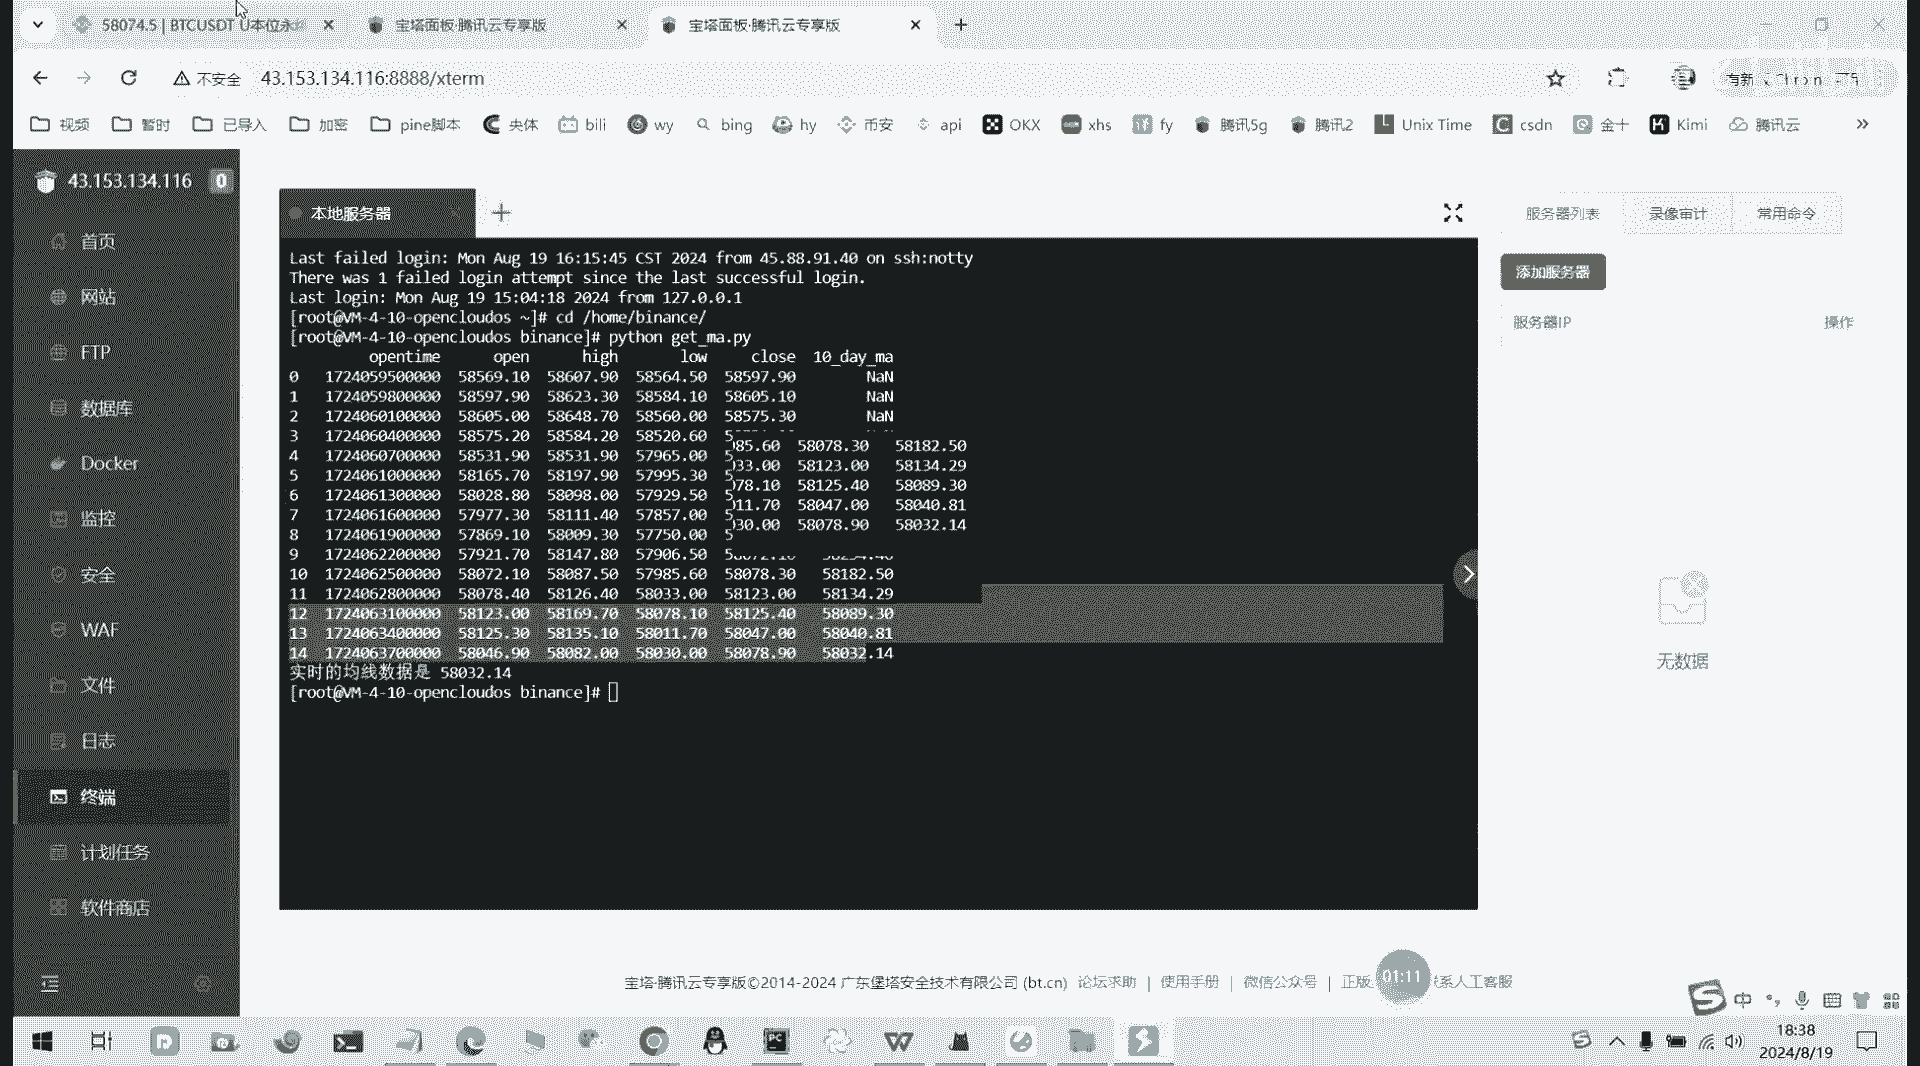 58074.5 | BTCUSDT U本位永
宝塔面板·腾讯云专享版
宝塔面板·腾讯云专享版
不安全 43.153.134.116:8888/xterm
视频 暂时 已导入 加密 pine脚本 央体 bili wy bing hy 币安 api OKX xhs fy 腾讯5g 腾讯2 Unix Time csdn 金十 Kimi 腾讯云
43.153.134.116 0
首页
网站
FTP
数据库
Docker
监控
安全
WAF
文件
日志
终端
计划任务
软件商店
本地服务器
Last failed login: Mon Aug 19 16:15:45 CST 2024 from 45.88.91.40 on ssh:notty
There was 1 failed login attempt since the last successful login.
Last login: Mon Aug 19 15:04:18 2024 from 127.0.0.1
[root@VM-4-10-opencloudos ~]# cd /home/binance/
[root@VM-4-10-opencloudos binance]# python get_ma.py
opentime open high low close 10_day_ma
0 1724059500000 58569.10 58607.90 58564.50 58597.90 NaN
1 1724059800000 58597.90 58623.30 58584.10 58605.10 NaN
2 1724060100000 58605.00 58648.70 58560.00 58575.30 NaN
3 1724060400000 58575.20 58584.20 58520.60 5
85.60 58078.30 58182.50
4 1724060700000 58531.90 58531.90 57965.00 5
33.00 58123.00 58134.29
5 1724061000000 58165.70 58197.90 57995.30 5
78.10 58125.40 58089.30
6 1724061300000 58028.80 58098.00 57929.50 5
11.70 58047.00 58040.81
7 1724061600000 57977.30 58111.40 57857.00 5
30.00 58078.90 58032.14
8 1724061900000 57869.10 58009.30 57750.00 5
9 1724062200000 57921.70 58147.80 57906.50
10 1724062500000 58072.10 58087.50 57985.60 58078.30 58182.50
11 1724062800000 58078.40 58126.40 58033.00 58123.00 58134.29
12 1724063100000 58123.00 58169.70 58078.10 58125.40 58089.30
13 1724063400000 58125.30 58135.10 58011.70 58047.00 58040.81
14 1724063700000 58046.90 58082.00 58030.00 58078.90 58032.14
实时的均线数据是 58032.14
[root@VM-4-10-opencloudos binance]#
服务器列表 录像审计 常用命令
添加服务器
服务器IP 操作
无数据
宝塔·腾讯云专享版©2014-2024 广东堡塔安全技术有限公司 (bt.cn) 论坛求助 | 使用手册 | 微信公众号 | 正版
01:11
系人工客服
中
18:38
2024/8/19